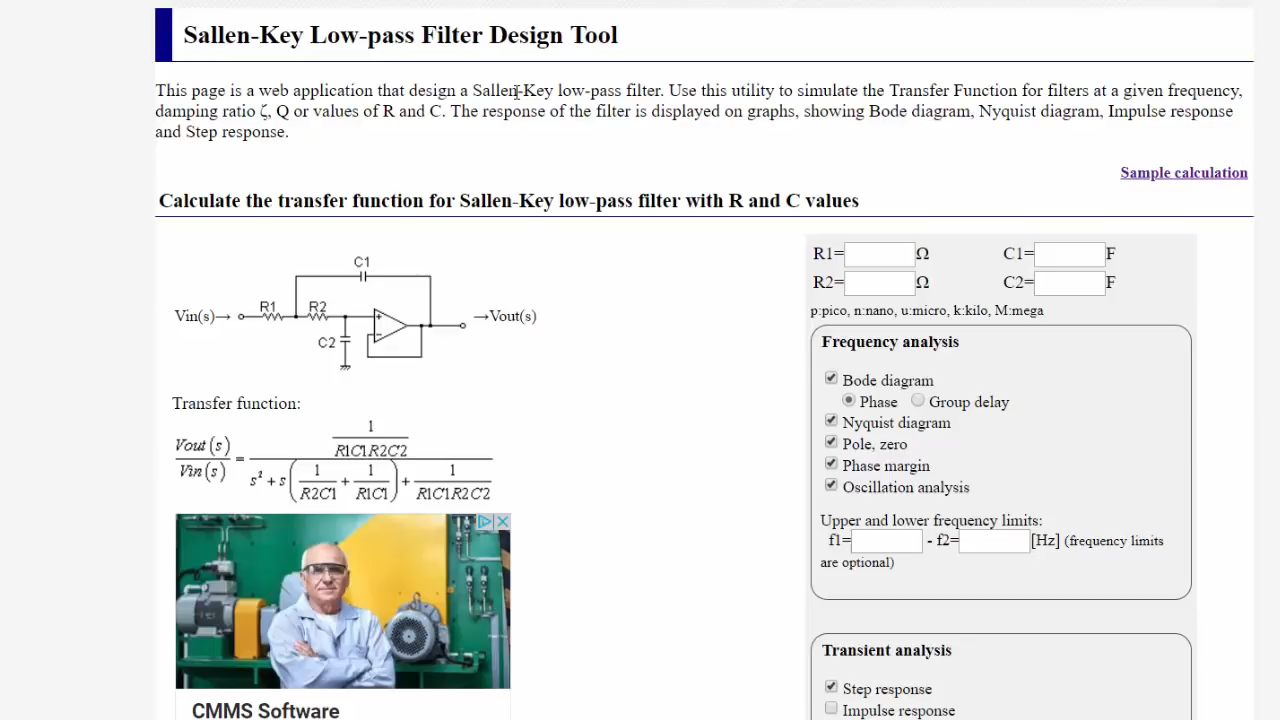 Sallen-Key Low-pass Filter Design Tool
This page is a web application that design a Sallen-Key low-pass filter. Use this utility to simulate the Transfer Function for filters at a given frequency,
damping ratio ζ, Q or values of R and C. The response of the filter is displayed on graphs, showing Bode diagram, Nyquist diagram, Impulse response
and Step response.
Sample calculation
Calculate the transfer function for Sallen-Key low-pass filter with R and C values
C1
R1 R2
Vin(s)→ →Vout(s)
+
-
C2
Transfer function:
Vout(s)/Vin(s) = (1/(R1C1R2C2))/(s²+s(1/(R2C1)+1/(R1C1))+1/(R1C1R2C2))
CMMS Software
R1= Ω C1= F
R2= Ω C2= F
p:pico, n:nano, u:micro, k:kilo, M:mega
Frequency analysis
Bode diagram
Phase Group delay
Nyquist diagram
Pole, zero
Phase margin
Oscillation analysis
Upper and lower frequency limits:
f1= - f2= [Hz] (frequency limits
are optional)
Transient analysis
Step response
Impulse response